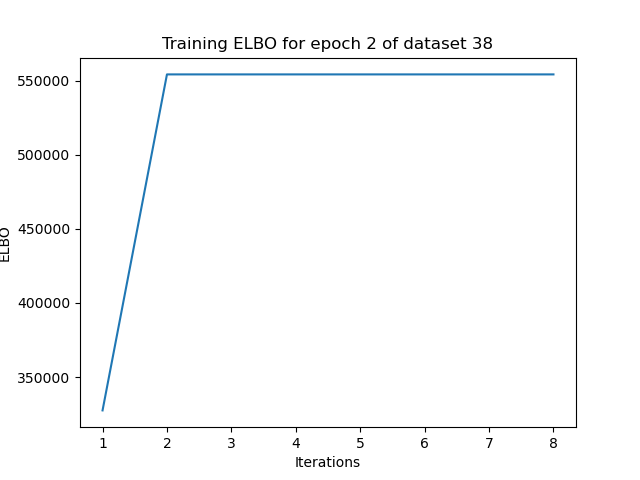 Training ELBO for epoch 2 of dataset 38
550000
500000
450000
400000
350000
ELBO
1 2 3 4 5 6 7 8
Iterations